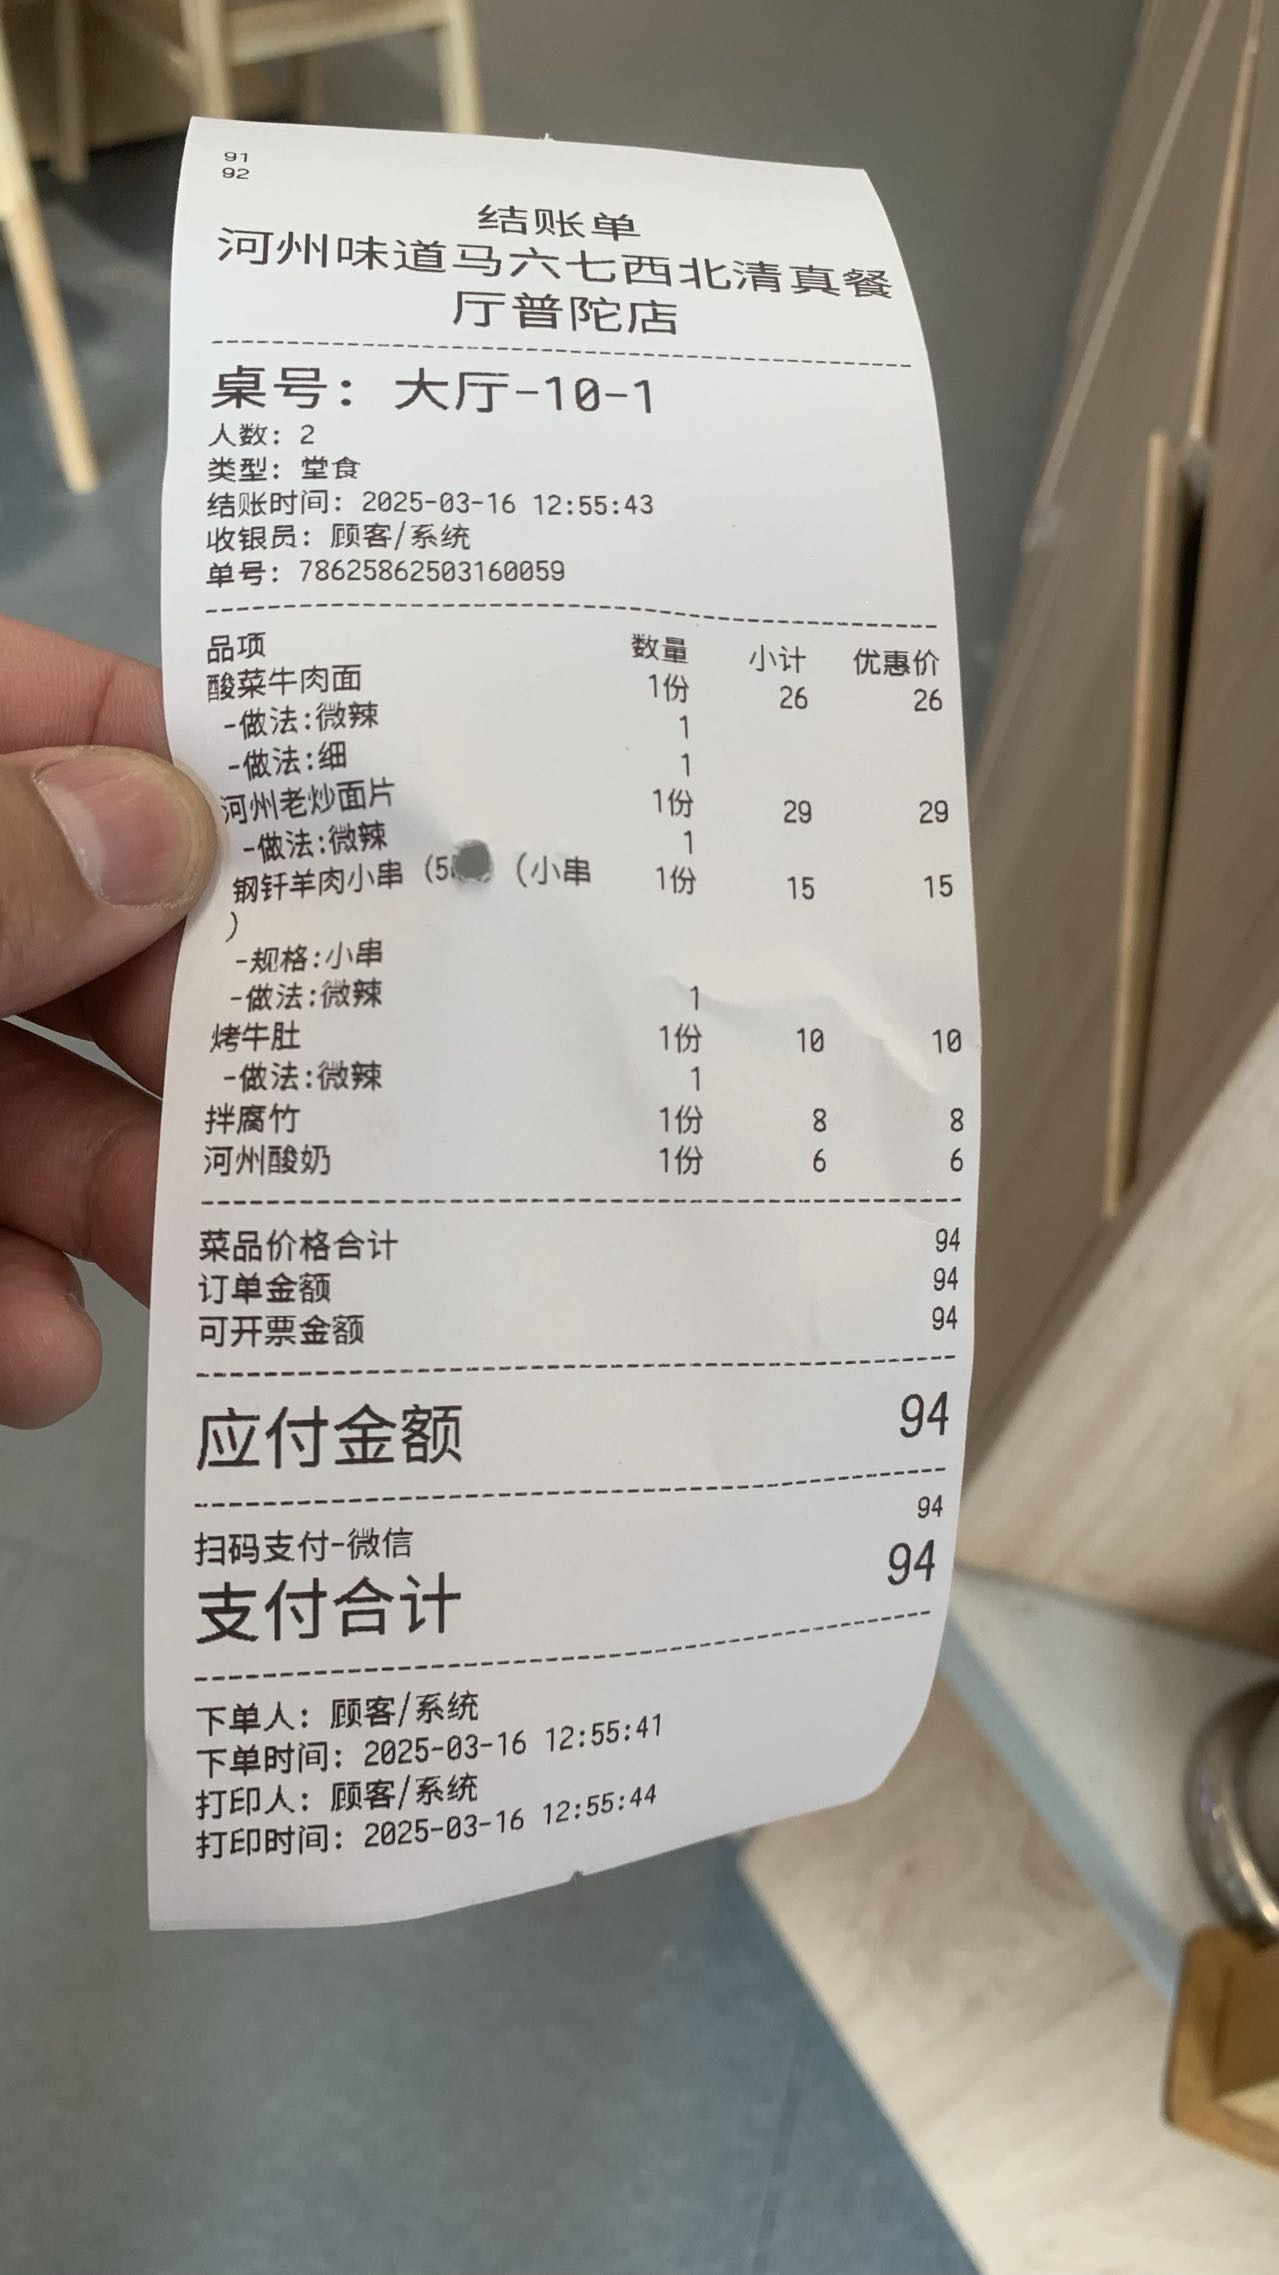 91
92
结账单
河州味道马六七西北清真餐
厅普陀店
桌号: 大厅-10-1
人数: 2
类型: 堂食
结账时间: 2025-03-16 12:55:43
收银员: 顾客/系统
单号: 78625862503160059
品项 数量 小计 优惠价
酸菜牛肉面 1份 26 26
-做法:微辣 1
-做法:细 1
河州老炒面片 1份 29 29
-做法:微辣 1
钢钎羊肉小串 (5 (小串 1份 15 15
)
-规格:小串
-做法:微辣 1
烤牛肚 1份 10 10
-做法:微辣 1
拌腐竹 1份 8 8
河州酸奶 1份 6 6
菜品价格合计 94
订单金额 94
可开票金额 94
应付金额 94
扫码支付-微信 94
支付合计 94
下单人: 顾客/系统
下单时间: 2025-03-16 12:55:41
打印人: 顾客/系统
打印时间: 2025-03-16 12:55:44